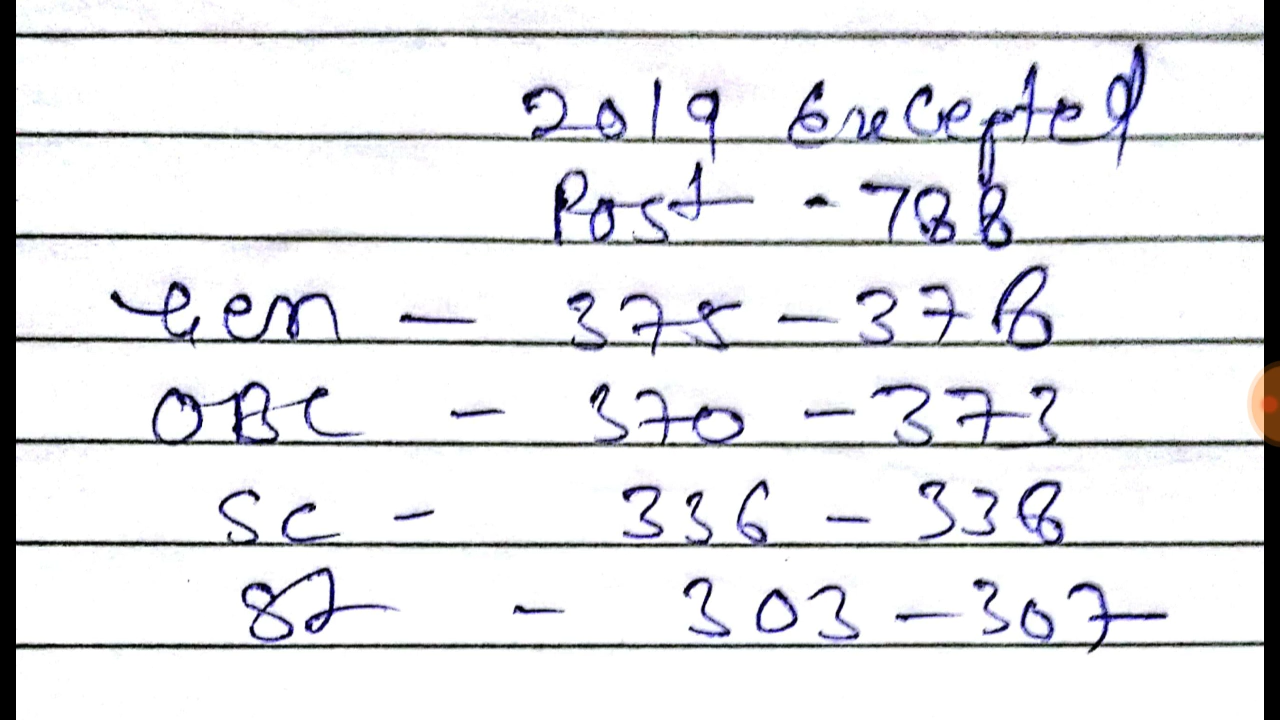 2019 Excepted
Post - 788
Gen - 375 - 378
OBC - 370 - 373
SC - 336 - 338
ST - 303 - 307